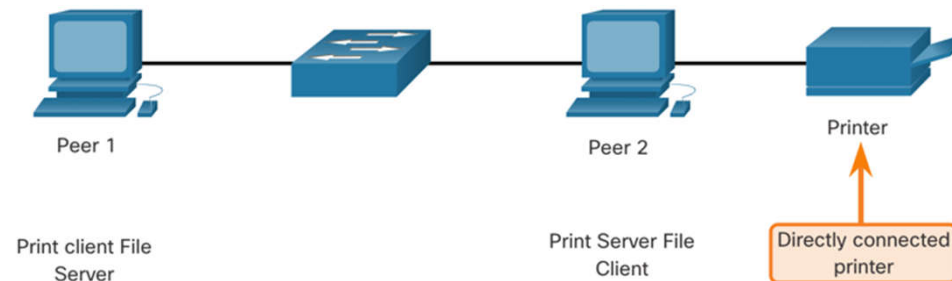 Peer 1
Peer 2
Printer
Print client File
Server
Print Server File
Client
Directly connected
printer